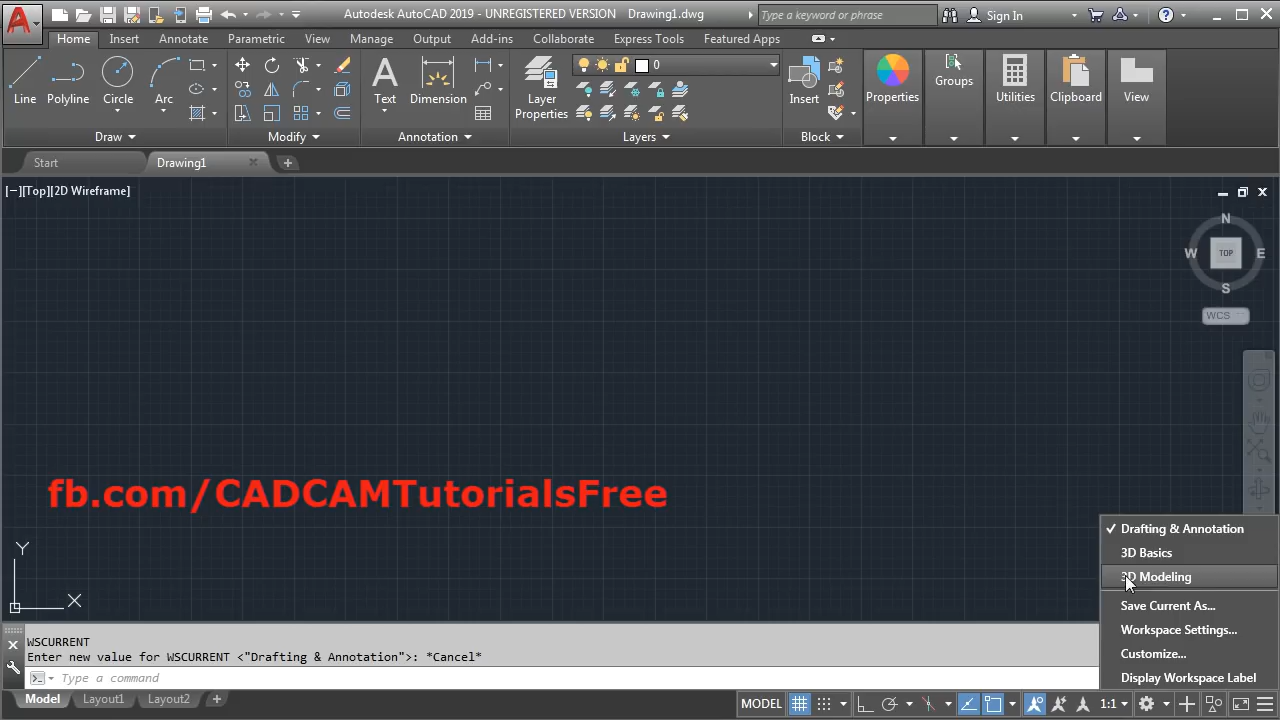 Autodesk AutoCAD 2019 - UNREGISTERED VERSION Drawing1.dwg
Type a keyword or phrase
Sign In
Home Insert Annotate Parametric View Manage Output Add-ins Collaborate Express Tools Featured Apps
Line Polyline Circle Arc
Text Dimension
Layer Properties
0
Insert
Properties Groups Utilities Clipboard View
Draw Modify Annotation Layers Block
Start Drawing1
[−][Top][2D Wireframe]
N
W TOP E
S
WCS
fb.com/CADCAMTutorialsFree
Y
X
Drafting & Annotation
3D Basics
3D Modeling
Save Current As...
Workspace Settings...
Customize...
Display Workspace Label
WSCURRENT
Enter new value for WSCURRENT <"Drafting & Annotation">: *Cancel*
Type a command
Model Layout1 Layout2
MODEL 1:1